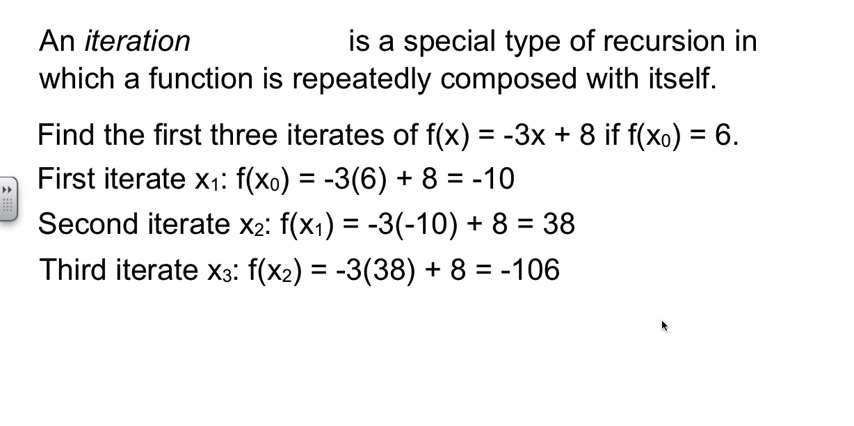 An iteration is a special type of recursion in
which a function is repeatedly composed with itself.
Find the first three iterates of f(x) = -3x + 8 if f(x₀) = 6.
First iterate x₁: f(x₀) = -3(6) + 8 = -10
Second iterate x₂: f(x₁) = -3(-10) + 8 = 38
Third iterate x₃: f(x₂) = -3(38) + 8 = -106